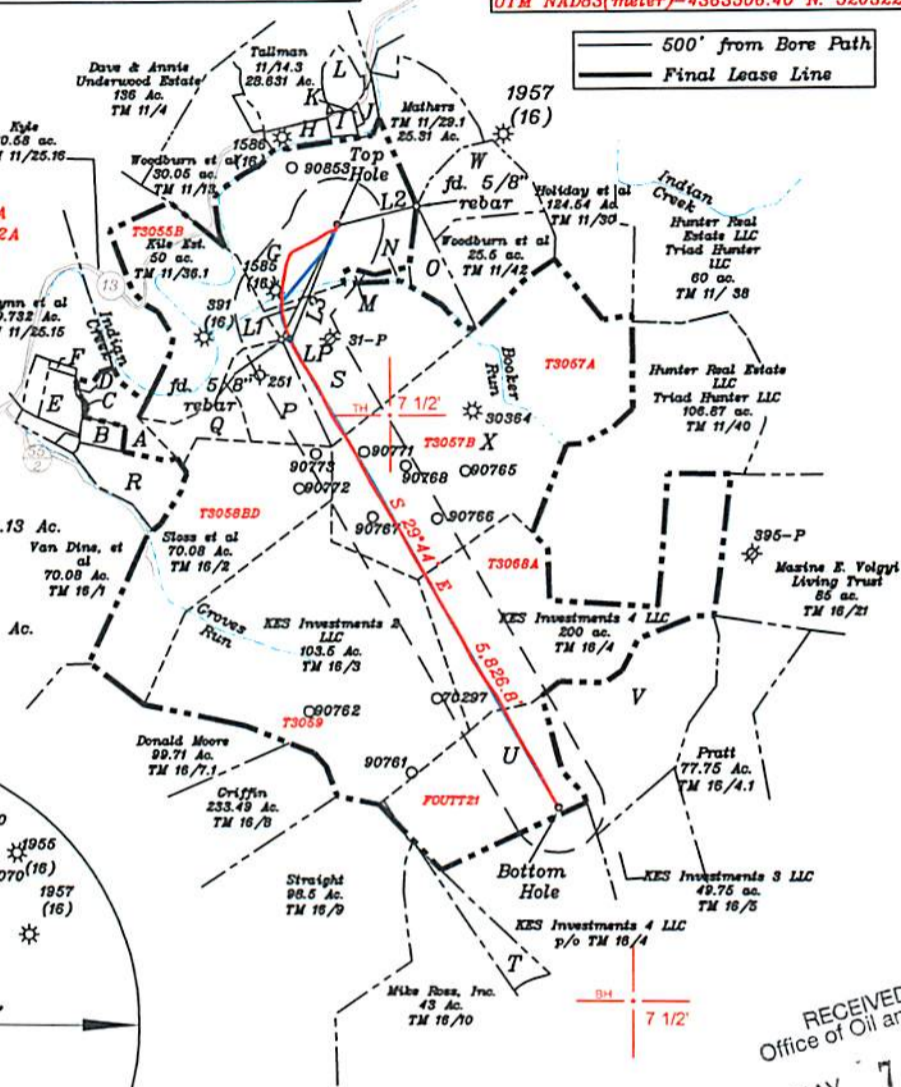 UTM NAD83(meter)-4363306.40 N.
500' from Bore Path
Final Lease Line
Tallman
11/14.3
28.631 Ac.
Dave & Annie
Underwood Estate
136 Ac.
TM 11/4
L
K
H
I
J
Mathers
TM 11/29.1
25.31 Ac.
1957
(16)
Kyle
0.58 ac.
M 11/25.16
1586
(16)
90853
Top
Hole
Woodburn et al
30.05 ac.
TM 11/13
W
fd. 5/8"
rebar
L2
Holiday et al
124.54 Ac.
TM 11/30
Indian
Creek
Hunter Real
Estate LLC
Triad Hunter
LLC
60 ac.
TM 11/ 38
2A
T3055B
Kile Est.
50 ac.
TM 11/36.1
G
N
O
Woodburn et al
25.5 ac.
TM 11/42
13
1585
(16)
M
ynn et al
.732 ac.
11/25.15
Indian
Creek
391
(16)
L1
L3
LP
31-P
S
Booker
Run
T3057A
F
D
C
E
B
A
fd. 5/8"
rebar
251
Q
P
TH
7 1/2'
30364
Hunter Real Estate
LLC
Triad Hunter LLC
106.87 ac.
TM 11/40
T3057B
X
R
90773
90771
90768
90765
90772
55
2
T3058BD
90767
90766
S 29°44' E
.13 Ac.
Van Dine, et
al
70.08 Ac.
TM 16/1
Sloss et al
70.08 Ac.
TM 16/2
395-P
T3068A
Maxine E. Volgyi
Living Trust
85 ac.
TM 16/21
Ac.
Groves
Run
KES Investments 2
LLC
103.5 Ac.
TM 16/3
KES Investments 4 LLC
200 ac.
TM 16/4
5,826.8'
70297
V
90762
T3059
Donald Moore
99.71 Ac.
TM 16/7.1
90761
U
Pratt
77.75 Ac.
TM 16/4.1
Griffin
233.49 Ac.
TM 16/8
FOUTT21
1955
(16)
070
1957
(16)
Straight
98.5 Ac.
TM 16/9
Bottom
Hole
KES Investments 3 LLC
49.75 ac.
TM 16/5
KES Investments 4 LLC
p/o TM 16/4
T
Mike Ross, Inc.
43 Ac.
TM 16/10
BH
7 1/2'
RECEIVED
Office of Oil an
7